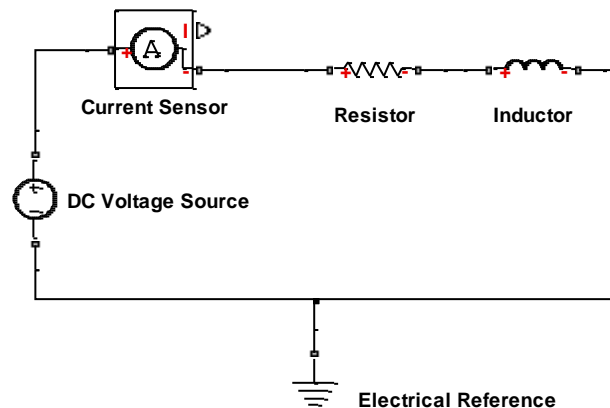 I
A
+
-
Current Sensor
+ -
Resistor
+ -
Inductor
+
-
DC Voltage Source
Electrical Reference